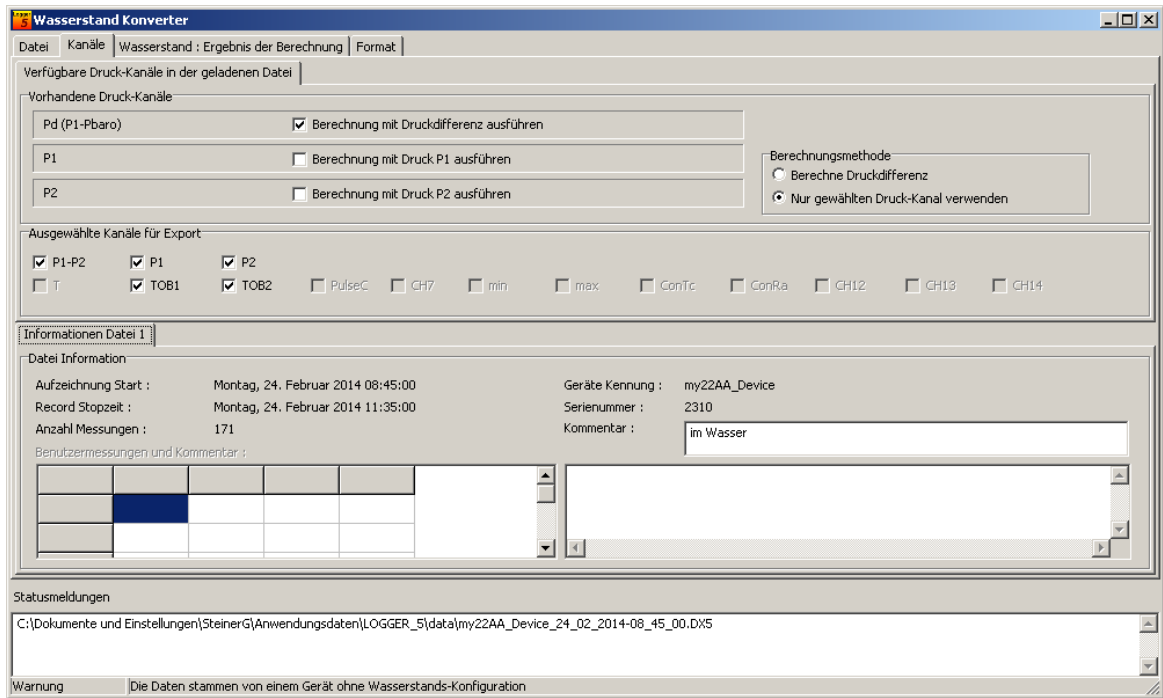 Wasserstand Konverter
Datei Kanäle Wasserstand : Ergebnis der Berechnung Format
Verfügbare Druck-Kanäle in der geladenen Datei
Vorhandene Druck-Kanäle
Pd (P1-Pbaro) Berechnung mit Druckdifferenz ausführen
P1 Berechnung mit Druck P1 ausführen
P2 Berechnung mit Druck P2 ausführen
Berechnungsmethode
Berechne Druckdifferenz
Nur gewählten Druck-Kanal verwenden
Ausgewählte Kanäle für Export
P1-P2 P1 P2
T TOB1 TOB2 PulseC CH7 min max ConTc ConRa CH12 CH13 CH14
Informationen Datei 1
Datei Information
Aufzeichnung Start : Montag, 24. Februar 2014 08:45:00
Record Stopzeit : Montag, 24. Februar 2014 11:35:00
Anzahl Messungen : 171
Benutzermessungen und Kommentar :
Geräte Kennung : my22AA_Device
Serienummer : 2310
Kommentar : im Wasser
Statusmeldungen
C:\Dokumente und Einstellungen\SteinerG\Anwendungsdaten\LOGGER_5\data\my22AA_Device_24_02_2014-08_45_00.DX5
Warnung Die Daten stammen von einem Gerät ohne Wasserstands-Konfiguration